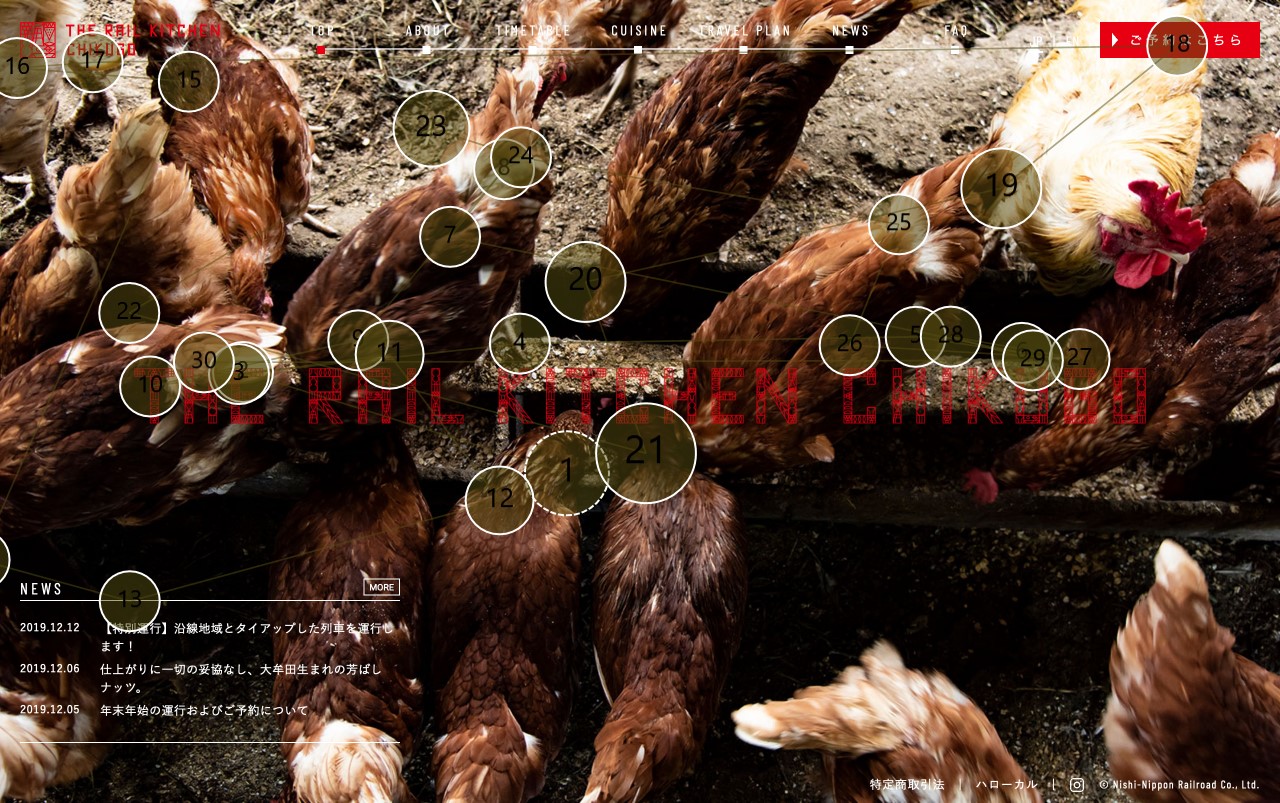 THE RAIL KITCHEN
CHIKUGO
TOP
ABOUT
TIMETABLE
CUISINE
TRAVEL PLAN
NEWS
FAQ
ご予約はこちら
16
17
15
18
23
24
8
19
7
25
20
22
9
11
4
26
5
28
29
27
30
3
10
THE RAIL KITCHEN CHIKUGO
21
1
12
13
NEWS
MORE
2019.12.12 【特別運行】沿線地域とタイアップした列車を運行し
ます！
2019.12.06 仕上がりに一切の妥協なし、大牟田生まれの芳ばし
ナッツ。
2019.12.05 年末年始の運行およびご予約について
特定商取引法 | ハローカル | © Nishi-Nippon Railroad Co., Ltd.